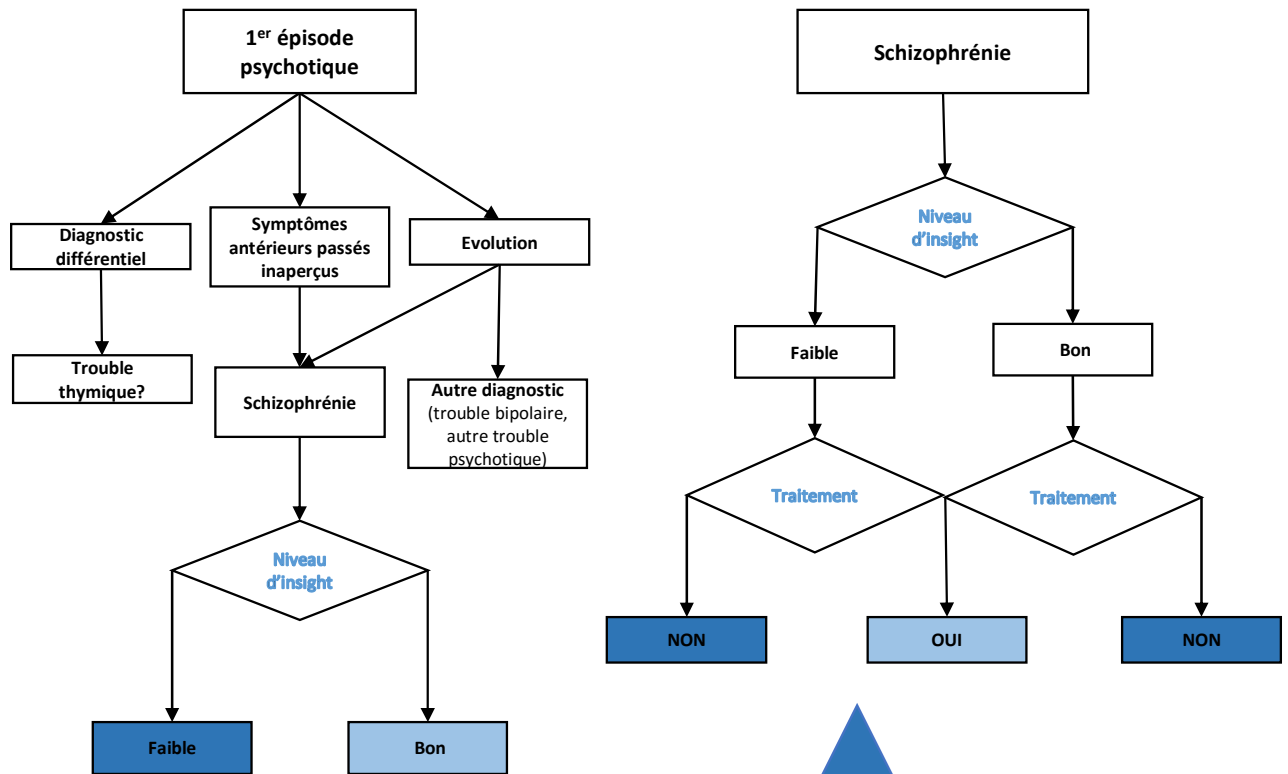 1er épisode
psychotique
Diagnostic
différentiel
Symptômes
antérieurs passés
inaperçus
Evolution
Trouble
thymique?
Schizophrénie
Autre diagnostic
(trouble bipolaire,
autre trouble
psychotique)
Niveau
d'insight
Faible
Bon
Schizophrénie
Niveau
d'insight
Faible
Bon
Traitement
Traitement
NON
OUI
NON